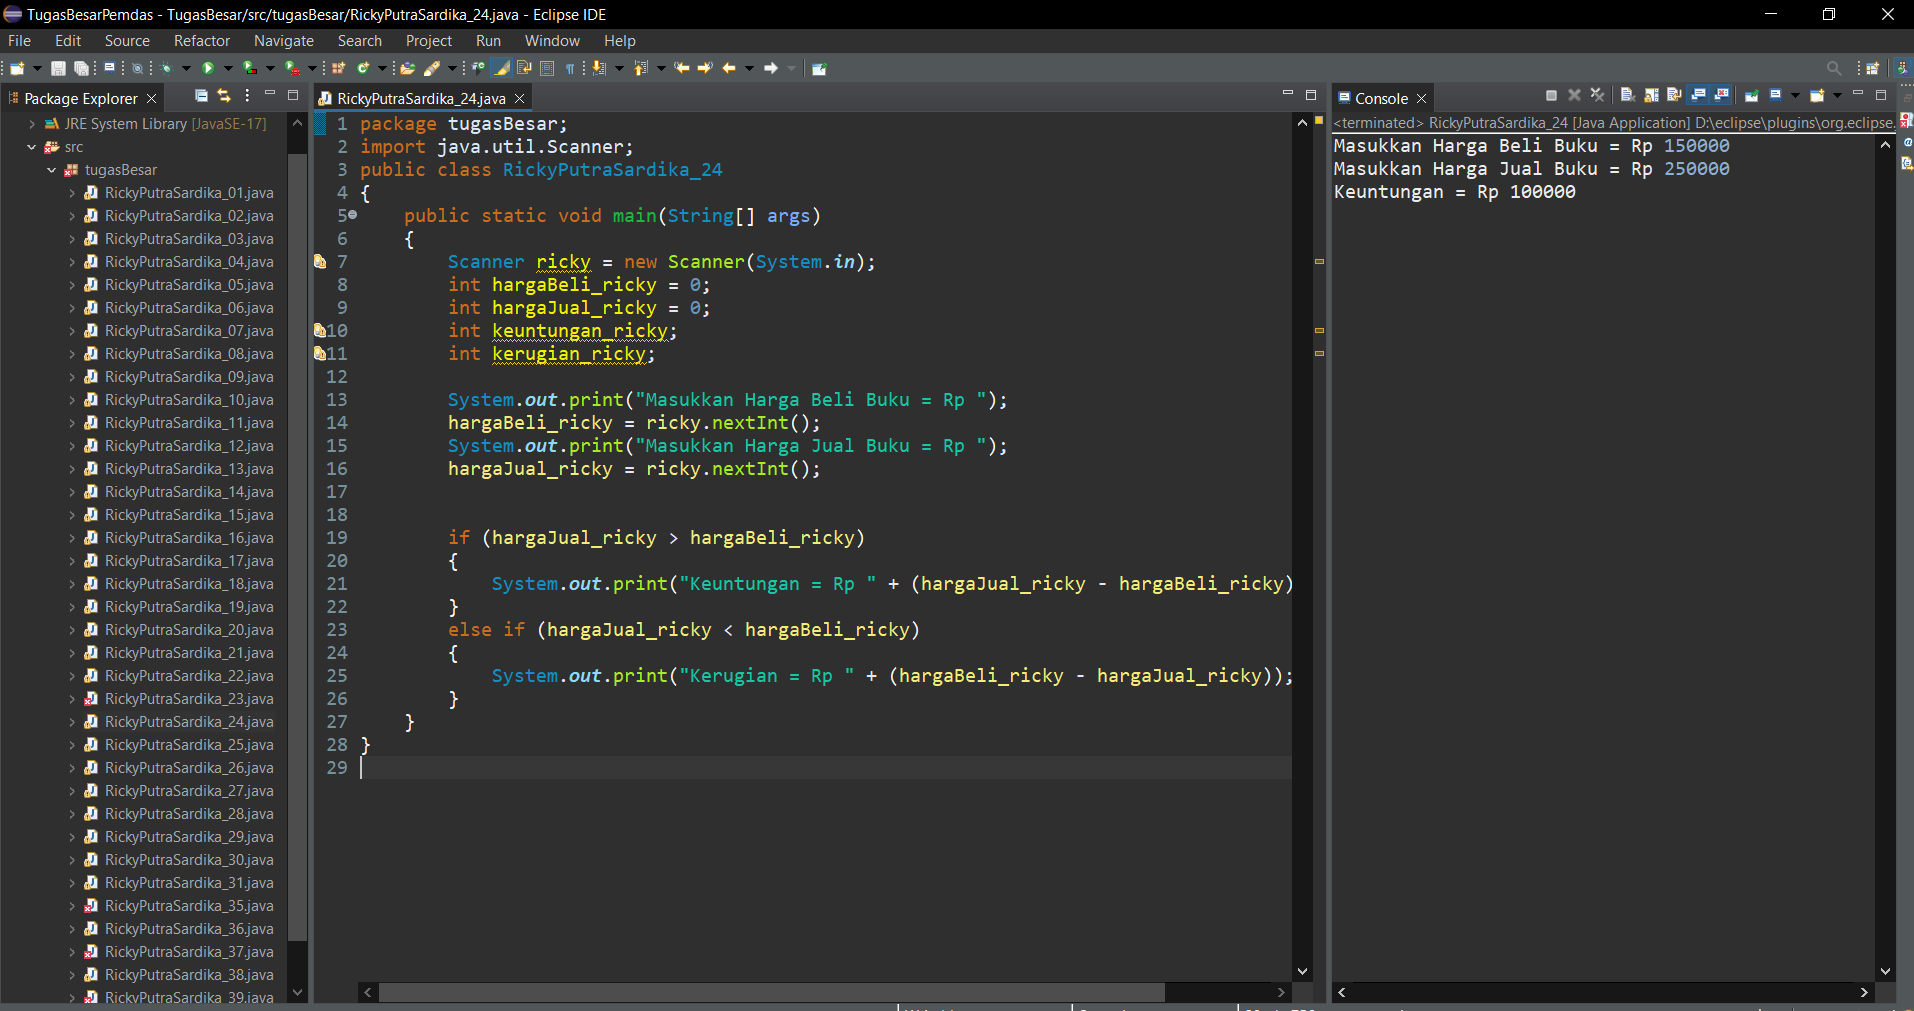 TugasBesarPemdas - TugasBesar/src/tugasBesar/RickyPutraSardika_24.java - Eclipse IDE
File Edit Source Refactor Navigate Search Project Run Window Help
Package Explorer
JRE System Library [JavaSE-17]
src
tugasBesar
RickyPutraSardika_01.java
RickyPutraSardika_02.java
RickyPutraSardika_03.java
RickyPutraSardika_04.java
RickyPutraSardika_05.java
RickyPutraSardika_06.java
RickyPutraSardika_07.java
RickyPutraSardika_08.java
RickyPutraSardika_09.java
RickyPutraSardika_10.java
RickyPutraSardika_11.java
RickyPutraSardika_12.java
RickyPutraSardika_13.java
RickyPutraSardika_14.java
RickyPutraSardika_15.java
RickyPutraSardika_16.java
RickyPutraSardika_17.java
RickyPutraSardika_18.java
RickyPutraSardika_19.java
RickyPutraSardika_20.java
RickyPutraSardika_21.java
RickyPutraSardika_22.java
RickyPutraSardika_23.java
RickyPutraSardika_24.java
RickyPutraSardika_25.java
RickyPutraSardika_26.java
RickyPutraSardika_27.java
RickyPutraSardika_28.java
RickyPutraSardika_29.java
RickyPutraSardika_30.java
RickyPutraSardika_31.java
RickyPutraSardika_35.java
RickyPutraSardika_36.java
RickyPutraSardika_37.java
RickyPutraSardika_38.java
RickyPutraSardika_39.java
RickyPutraSardika_24.java
1 package tugasBesar;
2 import java.util.Scanner;
3 public class RickyPutraSardika_24
4 {
5 public static void main(String[] args)
6 {
7 Scanner ricky = new Scanner(System.in);
8 int hargaBeli_ricky = 0;
9 int hargaJual_ricky = 0;
10 int keuntungan_ricky;
11 int kerugian_ricky;
12
13 System.out.print("Masukkan Harga Beli Buku = Rp ");
14 hargaBeli_ricky = ricky.nextInt();
15 System.out.print("Masukkan Harga Jual Buku = Rp ");
16 hargaJual_ricky = ricky.nextInt();
17
18
19 if (hargaJual_ricky > hargaBeli_ricky)
20 {
21 System.out.print("Keuntungan = Rp " + (hargaJual_ricky - hargaBeli_ricky)
22 }
23 else if (hargaJual_ricky < hargaBeli_ricky)
24 {
25 System.out.print("Kerugian = Rp " + (hargaBeli_ricky - hargaJual_ricky));
26 }
27 }
28 }
29
Console
<terminated> RickyPutraSardika_24 [Java Application] D:\eclipse\plugins\org.eclipse.
Masukkan Harga Beli Buku = Rp 150000
Masukkan Harga Jual Buku = Rp 250000
Keuntungan = Rp 100000